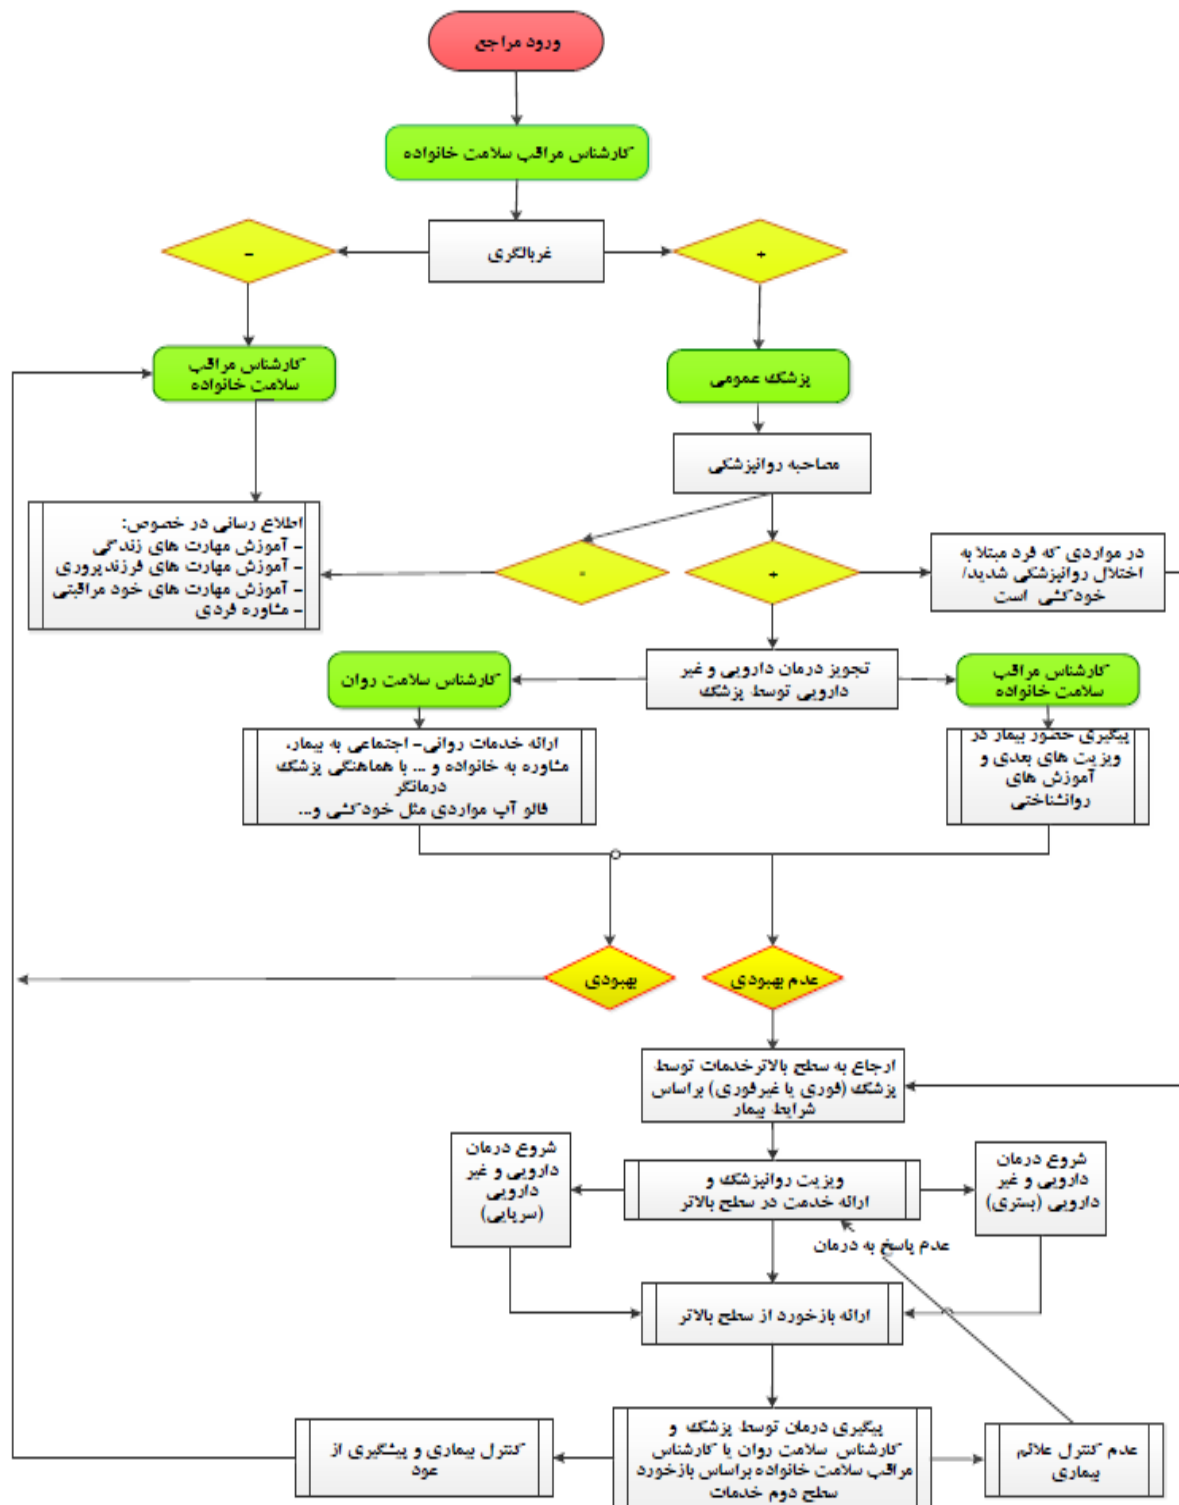 ورود مراجع
کارشناس مراقب سلامت خانواده
غربالگری
-
+
کارشناس مراقب
سلامت خانواده
پزشک عمومی
مصاحبه روانپزشکی
اطلاع رسانی در خصوص:
- آموزش مهارت های زندگی
- آموزش مهارت های فرزندپروری
- آموزش مهارت های خود مراقبتی
- مشاوره فردی
-
+
در مواردی که فرد مبتلا به
اختلال روانپزشکی شدید/
خودکشی است
کارشناس سلامت روان
تجویز درمان دارویی و غیر
دارویی توسط پزشک
کارشناس مراقب
سلامت خانواده
ارائه خدمات روانی- اجتماعی به بیمار،
مشاوره به خانواده و ... با هماهنگی پزشک
درمانگر
فالو آپ مواردی مثل خودکشی و...
پیگیری حضور بیمار در
ویزیت های بعدی و
آموزش های
روانشناختی
بهبودی
عدم بهبودی
ارجاع به سطح بالاترخدمات توسط
پزشک (فوری یا غیرفوری) براساس
شرایط بیمار
شروع درمان
دارویی و غیر
دارویی
(سرپایی)
ویزیت روانپزشک و
ارائه خدمت در سطح بالاتر
شروع درمان
دارویی و غیر
دارویی (بستری)
عدم پاسخ به درمان
ارائه بازخورد از سطح بالاتر
کنترل بیماری و پیشگیری از
عود
پیگیری درمان توسط پزشک و
کارشناس سلامت روان یا کارشناس
مراقب سلامت خانواده براساس بازخورد
سطح دوم خدمات
عدم کنترل علائم
بیماری